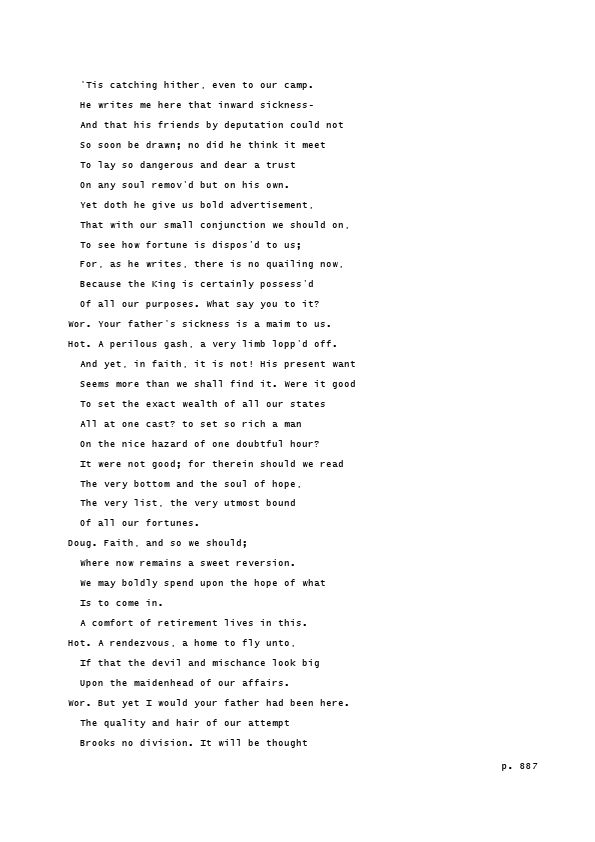 'Tis catching hither, even to our camp.
He writes me here that inward sickness-
And that his friends by deputation could not
So soon be drawn; no did he think it meet
To lay so dangerous and dear a trust
On any soul remov'd but on his own.
Yet doth he give us bold advertisement,
That with our small conjunction we should on,
To see how fortune is dispos'd to us;
For, as he writes, there is no quailing now,
Because the King is certainly possess'd
Of all our purposes. What say you to it?
Wor. Your father's sickness is a maim to us.
Hot. A perilous gash, a very limb lopp'd off.
And yet, in faith, it is not! His present want
Seems more than we shall find it. Were it good
To set the exact wealth of all our states
All at one cast? to set so rich a man
On the nice hazard of one doubtful hour?
It were not good; for therein should we read
The very bottom and the soul of hope,
The very list, the very utmost bound
Of all our fortunes.
Doug. Faith, and so we should;
Where now remains a sweet reversion.
We may boldly spend upon the hope of what
Is to come in.
A comfort of retirement lives in this.
Hot. A rendezvous, a home to fly unto,
If that the devil and mischance look big
Upon the maidenhead of our affairs.
Wor. But yet I would your father had been here.
The quality and hair of our attempt
Brooks no division. It will be thought
p. 887